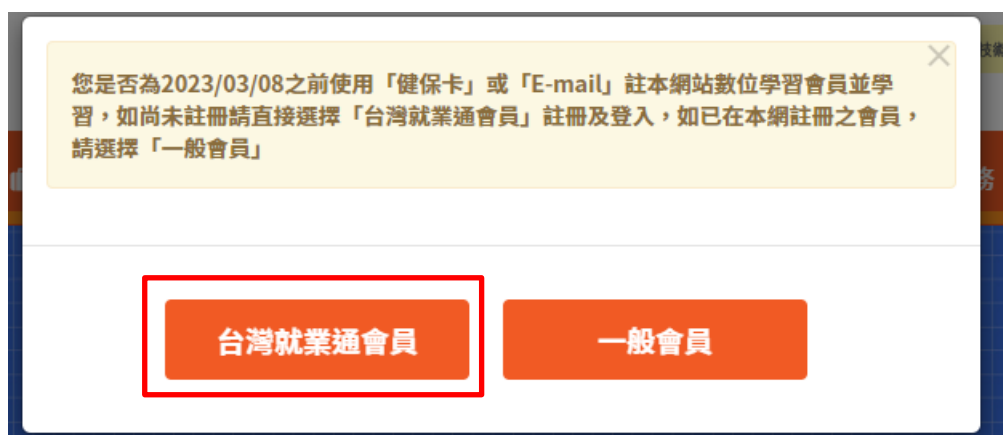 您是否為2023/03/08之前使用「健保卡」或「E-mail」註本網站數位學習會員並學
習，如尚未註冊請直接選擇「台灣就業通會員」註冊及登入，如已在本網註冊之會員，
請選擇「一般會員」
台灣就業通會員
一般會員
務